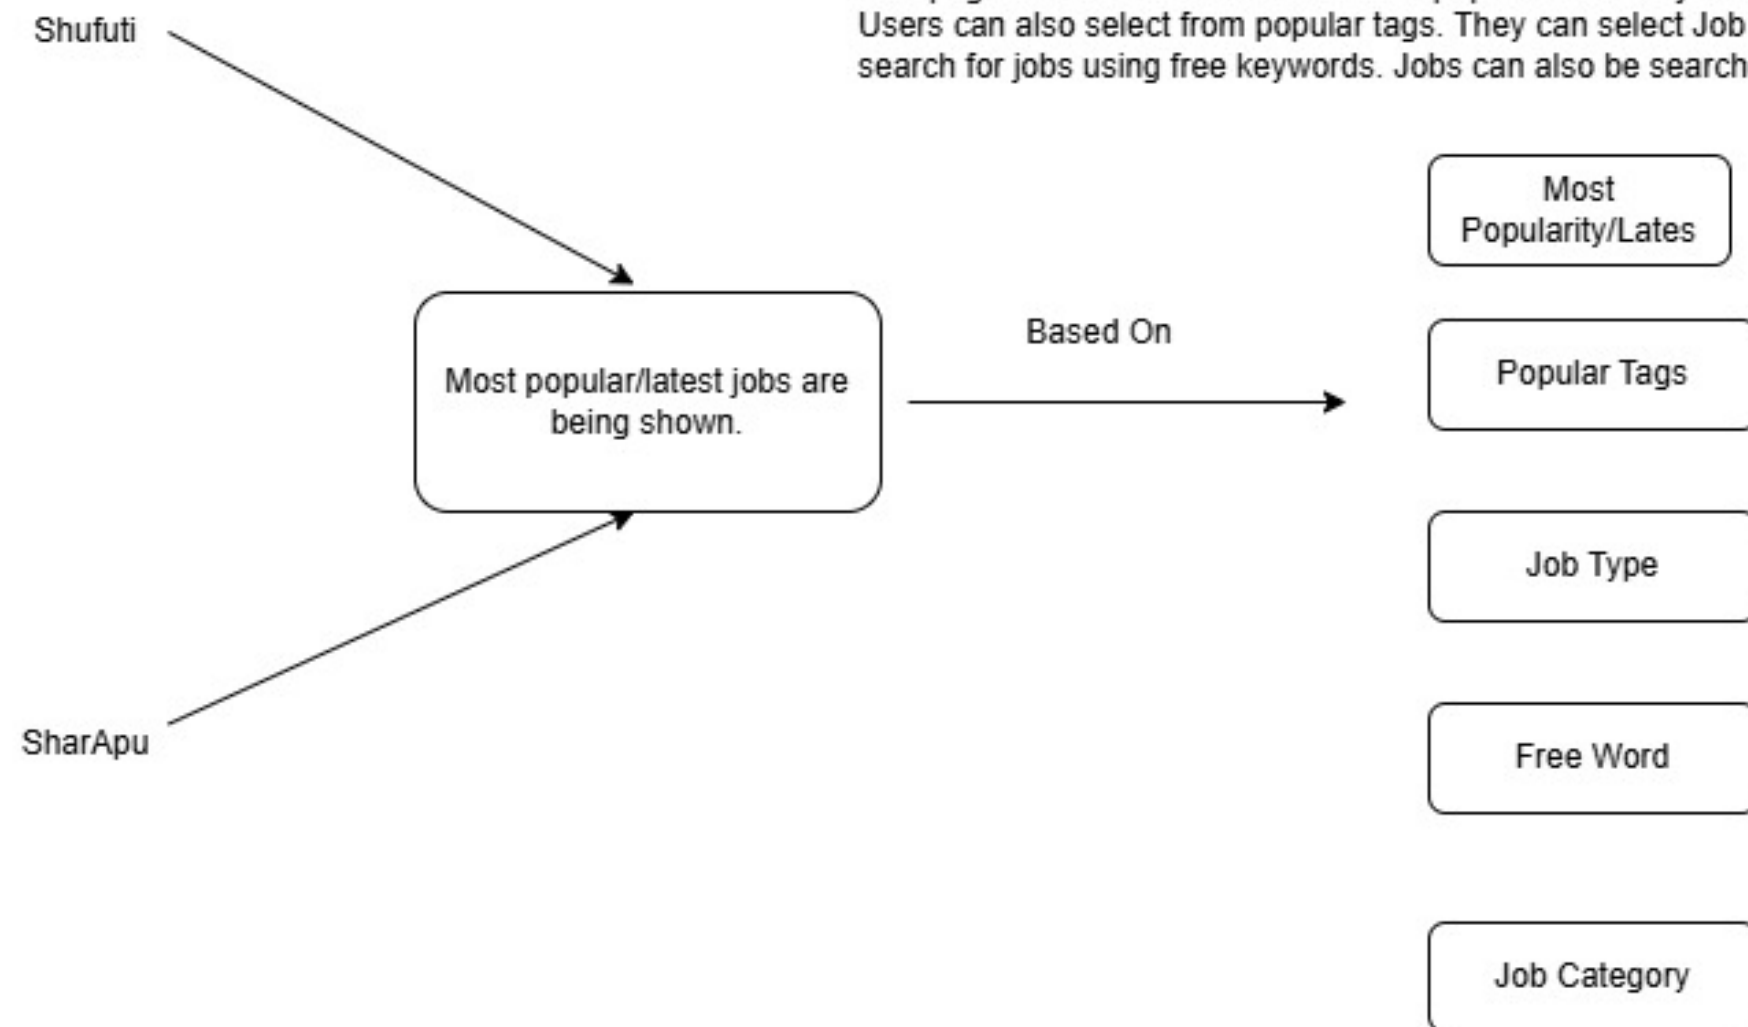 Shufuti
Users can also select from popular tags. They can select Job
search for jobs using free keywords. Jobs can also be search
Most
Popularity/Lates
Based On
Popular Tags
Most popular/latest jobs are
being shown.
Job Type
SharApu
Free Word
Job Category